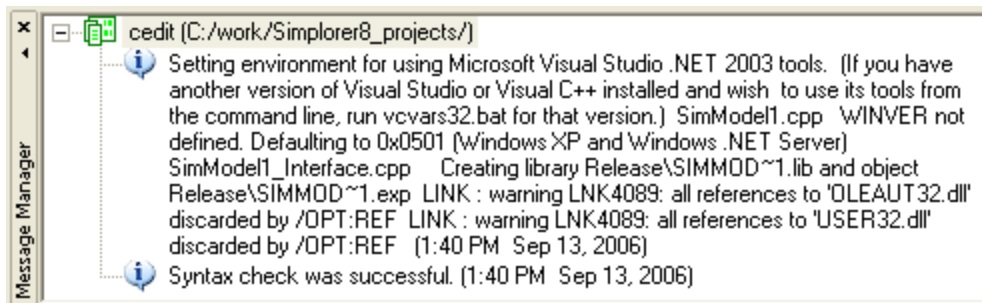 cedit (C:/work/Simplorer8_projects/)
Setting environment for using Microsoft Visual Studio .NET 2003 tools.  (If you have
another version of Visual Studio or Visual C++ installed and wish  to use its tools from
the command line, run vcvars32.bat for that version.)  SimModel1.cpp   WINVER not
defined. Defaulting to 0x0501 (Windows XP and Windows .NET Server)
SimModel1_Interface.cpp     Creating library Release\SIMMOD~1.lib and object
Release\SIMMOD~1.exp  LINK : warning LNK4089: all references to 'OLEAUT32.dll'
discarded by /OPT:REF  LINK : warning LNK4089: all references to 'USER32.dll'
discarded by /OPT:REF   (1:40 PM  Sep 13, 2006)
Syntax check was successful. (1:40 PM  Sep 13, 2006)
Message Manager